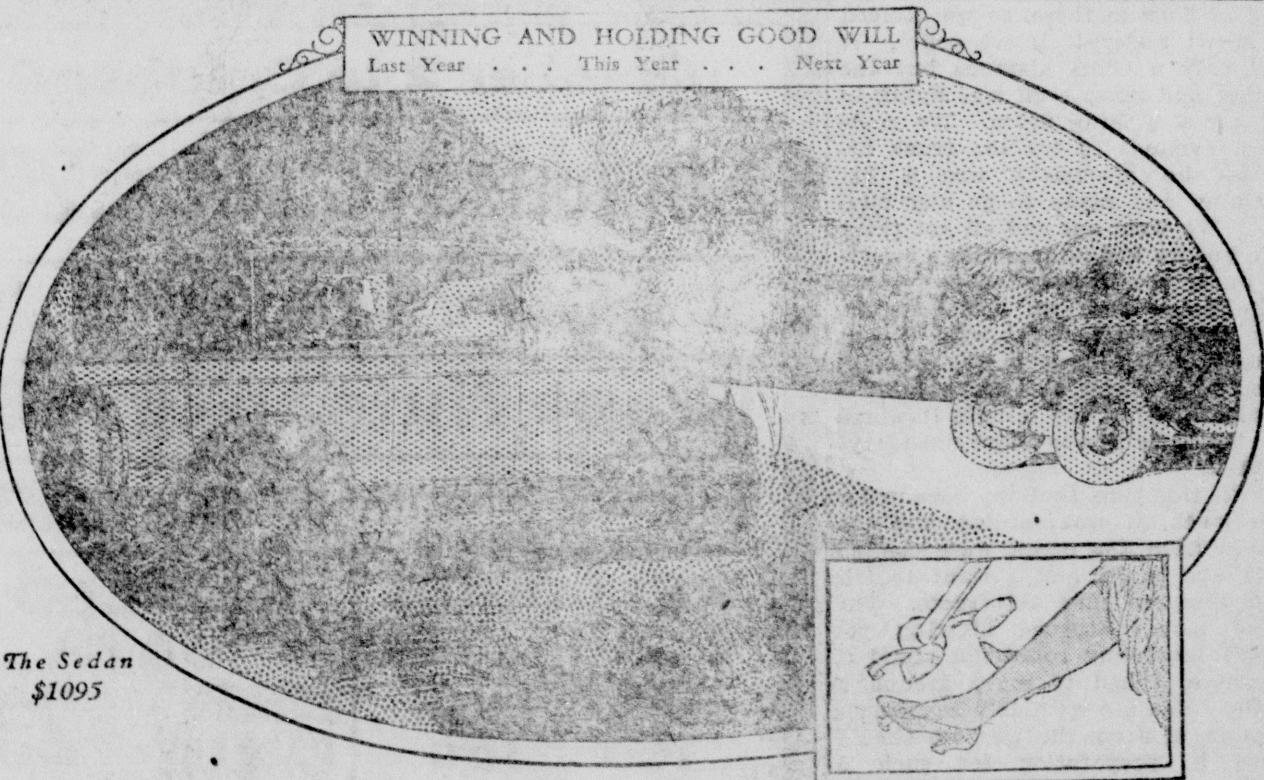 WINNING AND HOLDING GOOD WILL
Last Year . . . This Year . . . Next Year
The Sedan
$1095